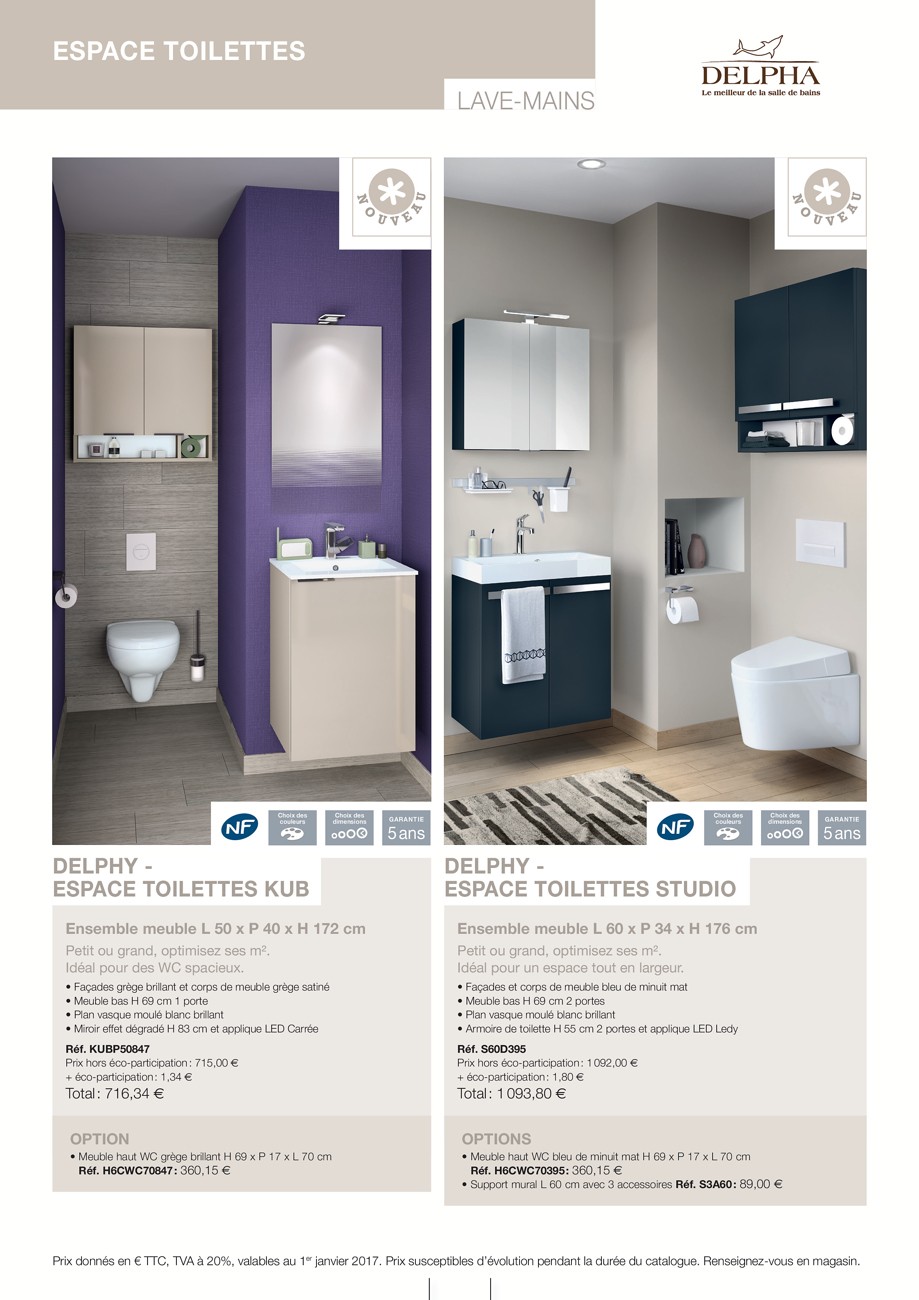 ESPACE TOILETTES
LAVE-MAINS
DELPHA
Le meilleur de la salle de bains
NOUVEAU
NOUVEAU
NF
Choix des
couleurs
Choix des
dimensions
GARANTIE
5 ans
NF
Choix des
couleurs
Choix des
dimensions
GARANTIE
5 ans
DELPHY -
ESPACE TOILETTES KUB
Ensemble meuble L 50 x P 40 x H 172 cm
Petit ou grand, optimisez ses m².
Idéal pour des WC spacieux.
• Façades grège brillant et corps de meuble grège satiné
• Meuble bas H 69 cm 1 porte
• Plan vasque moulé blanc brillant
• Miroir effet dégradé H 83 cm et applique LED Carrée
Réf. KUBP50847
Prix hors éco-participation : 715,00 €
+ éco-participation : 1,34 €
Total : 716,34 €
OPTION
• Meuble haut WC grège brillant H 69 x P 17 x L 70 cm
Réf. H6CWC70847 : 360,15 €
DELPHY -
ESPACE TOILETTES STUDIO
Ensemble meuble L 60 x P 34 x H 176 cm
Petit ou grand, optimisez ses m².
Idéal pour un espace tout en largeur.
• Façades et corps de meuble bleu de minuit mat
• Meuble bas H 69 cm 2 portes
• Plan vasque moulé blanc brillant
• Armoire de toilette H 55 cm 2 portes et applique LED Ledy
Réf. S60D395
Prix hors éco-participation : 1 092,00 €
+ éco-participation : 1,80 €
Total : 1 093,80 €
OPTIONS
• Meuble haut WC bleu de minuit mat H 69 x P 17 x L 70 cm
Réf. H6CWC70395 : 360,15 €
• Support mural L 60 cm avec 3 accessoires Réf. S3A60 : 89,00 €
Prix donnés en € TTC, TVA à 20%, valables au 1er janvier 2017. Prix susceptibles d'évolution pendant la durée du catalogue. Renseignez-vous en magasin.